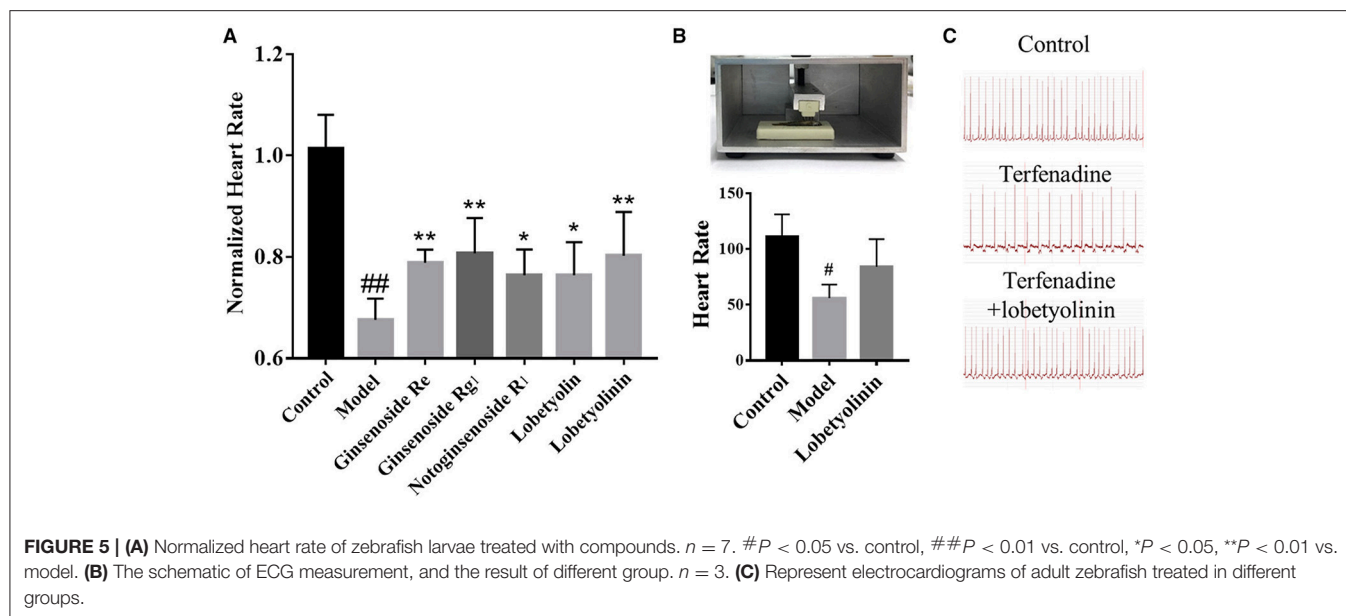 A
Normalized Heart Rate
1.2
1.0
0.8
0.6
##
**
**
*
*
**
Control
Model
Ginsenoside Re
Ginsenoside Rg1
Notoginsenoside R1
Lobetyolin
Lobetyolinin
B
Heart Rate
150
100
50
0
#
Control
Model
Lobetyolinin
C
Control
Terfenadine
Terfenadine
+lobetyolinin
FIGURE 5 | (A) Normalized heart rate of zebrafish larvae treated with compounds. n = 7. #P < 0.05 vs. control, ##P < 0.01 vs. control, *P < 0.05, **P < 0.01 vs.
model. (B) The schematic of ECG measurement, and the result of different group. n = 3. (C) Represent electrocardiograms of adult zebrafish treated in different
groups.